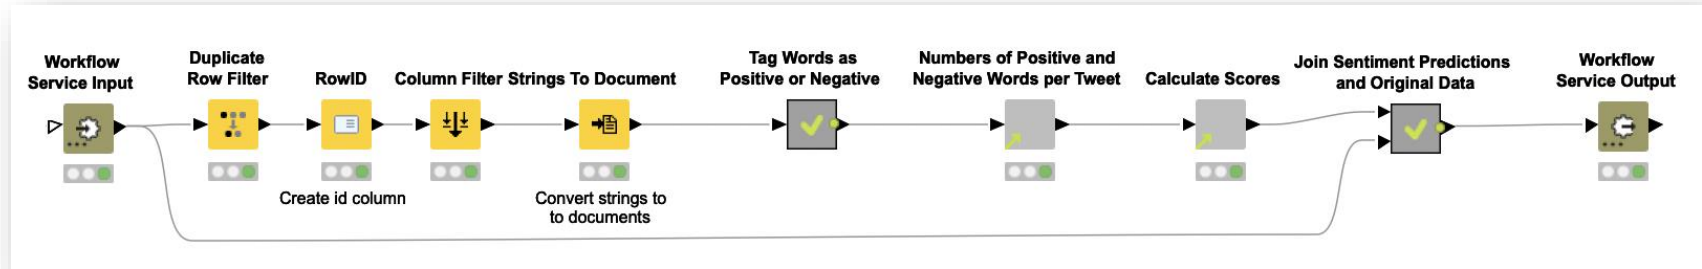 Workflow
Service Input
Duplicate
Row Filter
RowID
Column Filter
Strings To Document
Tag Words as
Positive or Negative
Numbers of Positive and
Negative Words per Tweet
Calculate Scores
Join Sentiment Predictions
and Original Data
Workflow
Service Output
Create id column
Convert strings to
to documents